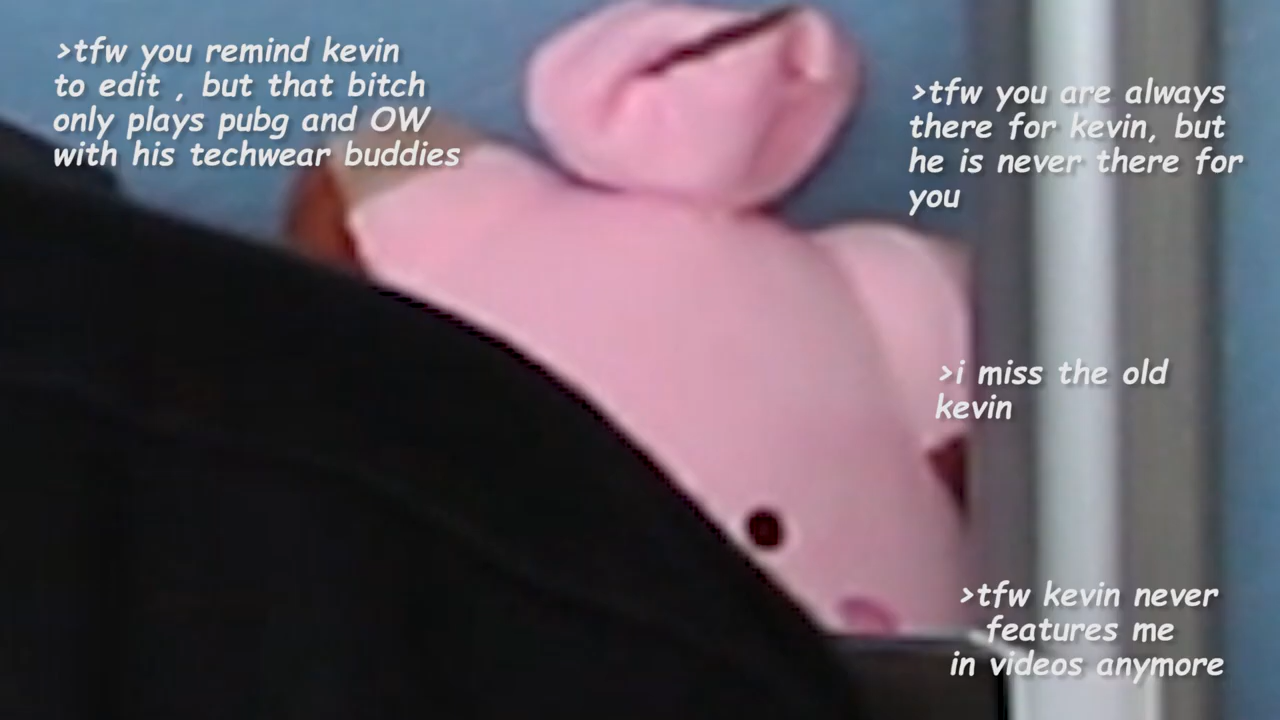 >tfw you remind kevin
to edit , but that bitch
only plays pubg and OW
with his techwear buddies
>tfw you are always
there for kevin, but
he is never there for
you
>i miss the old
kevin
>tfw kevin never
features me
in videos anymore